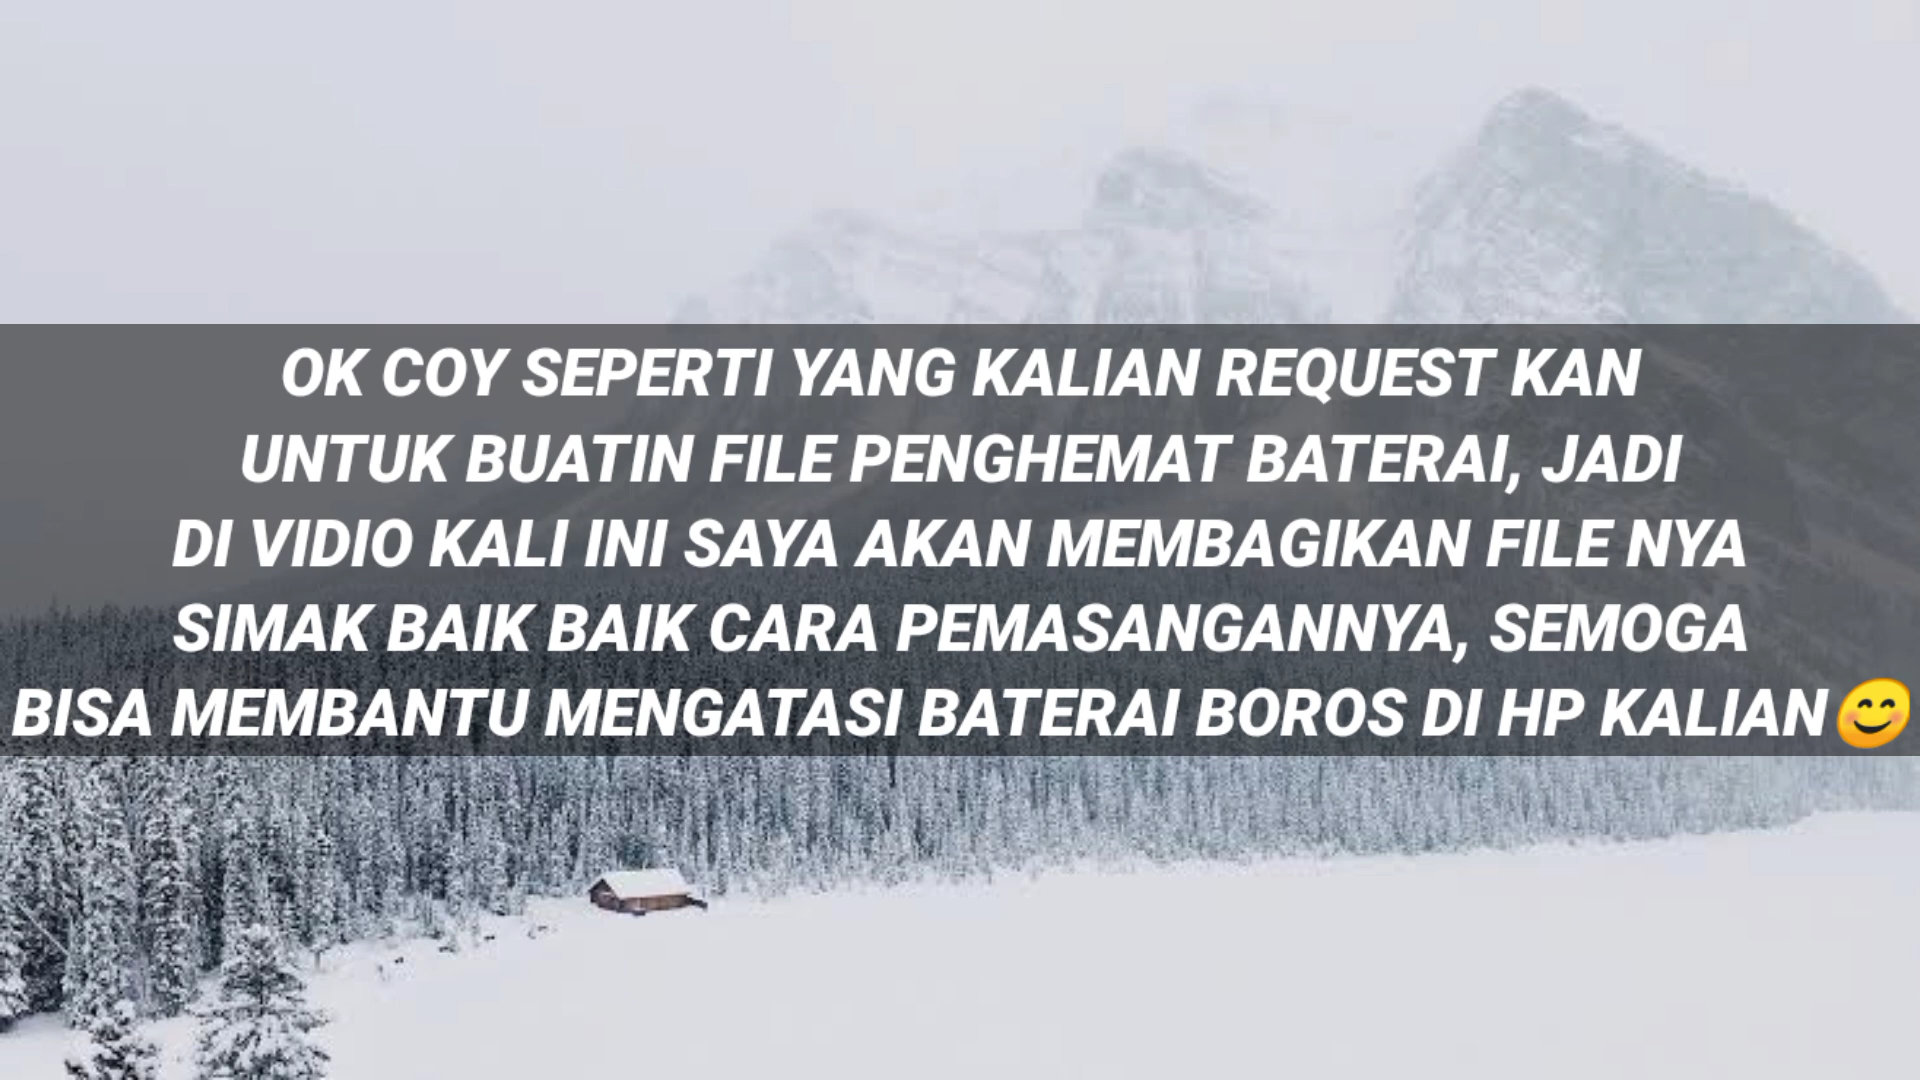 OK COY SEPERTI YANG KALIAN REQUEST KAN
UNTUK BUATIN FILE PENGHEMAT BATERAI, JADI
DI VIDIO KALI INI SAYA AKAN MEMBAGIKAN FILE NYA
SIMAK BAIK BAIK CARA PEMASANGANNYA, SEMOGA
BISA MEMBANTU MENGATASI BATERAI BOROS DI HP KALIAN😊